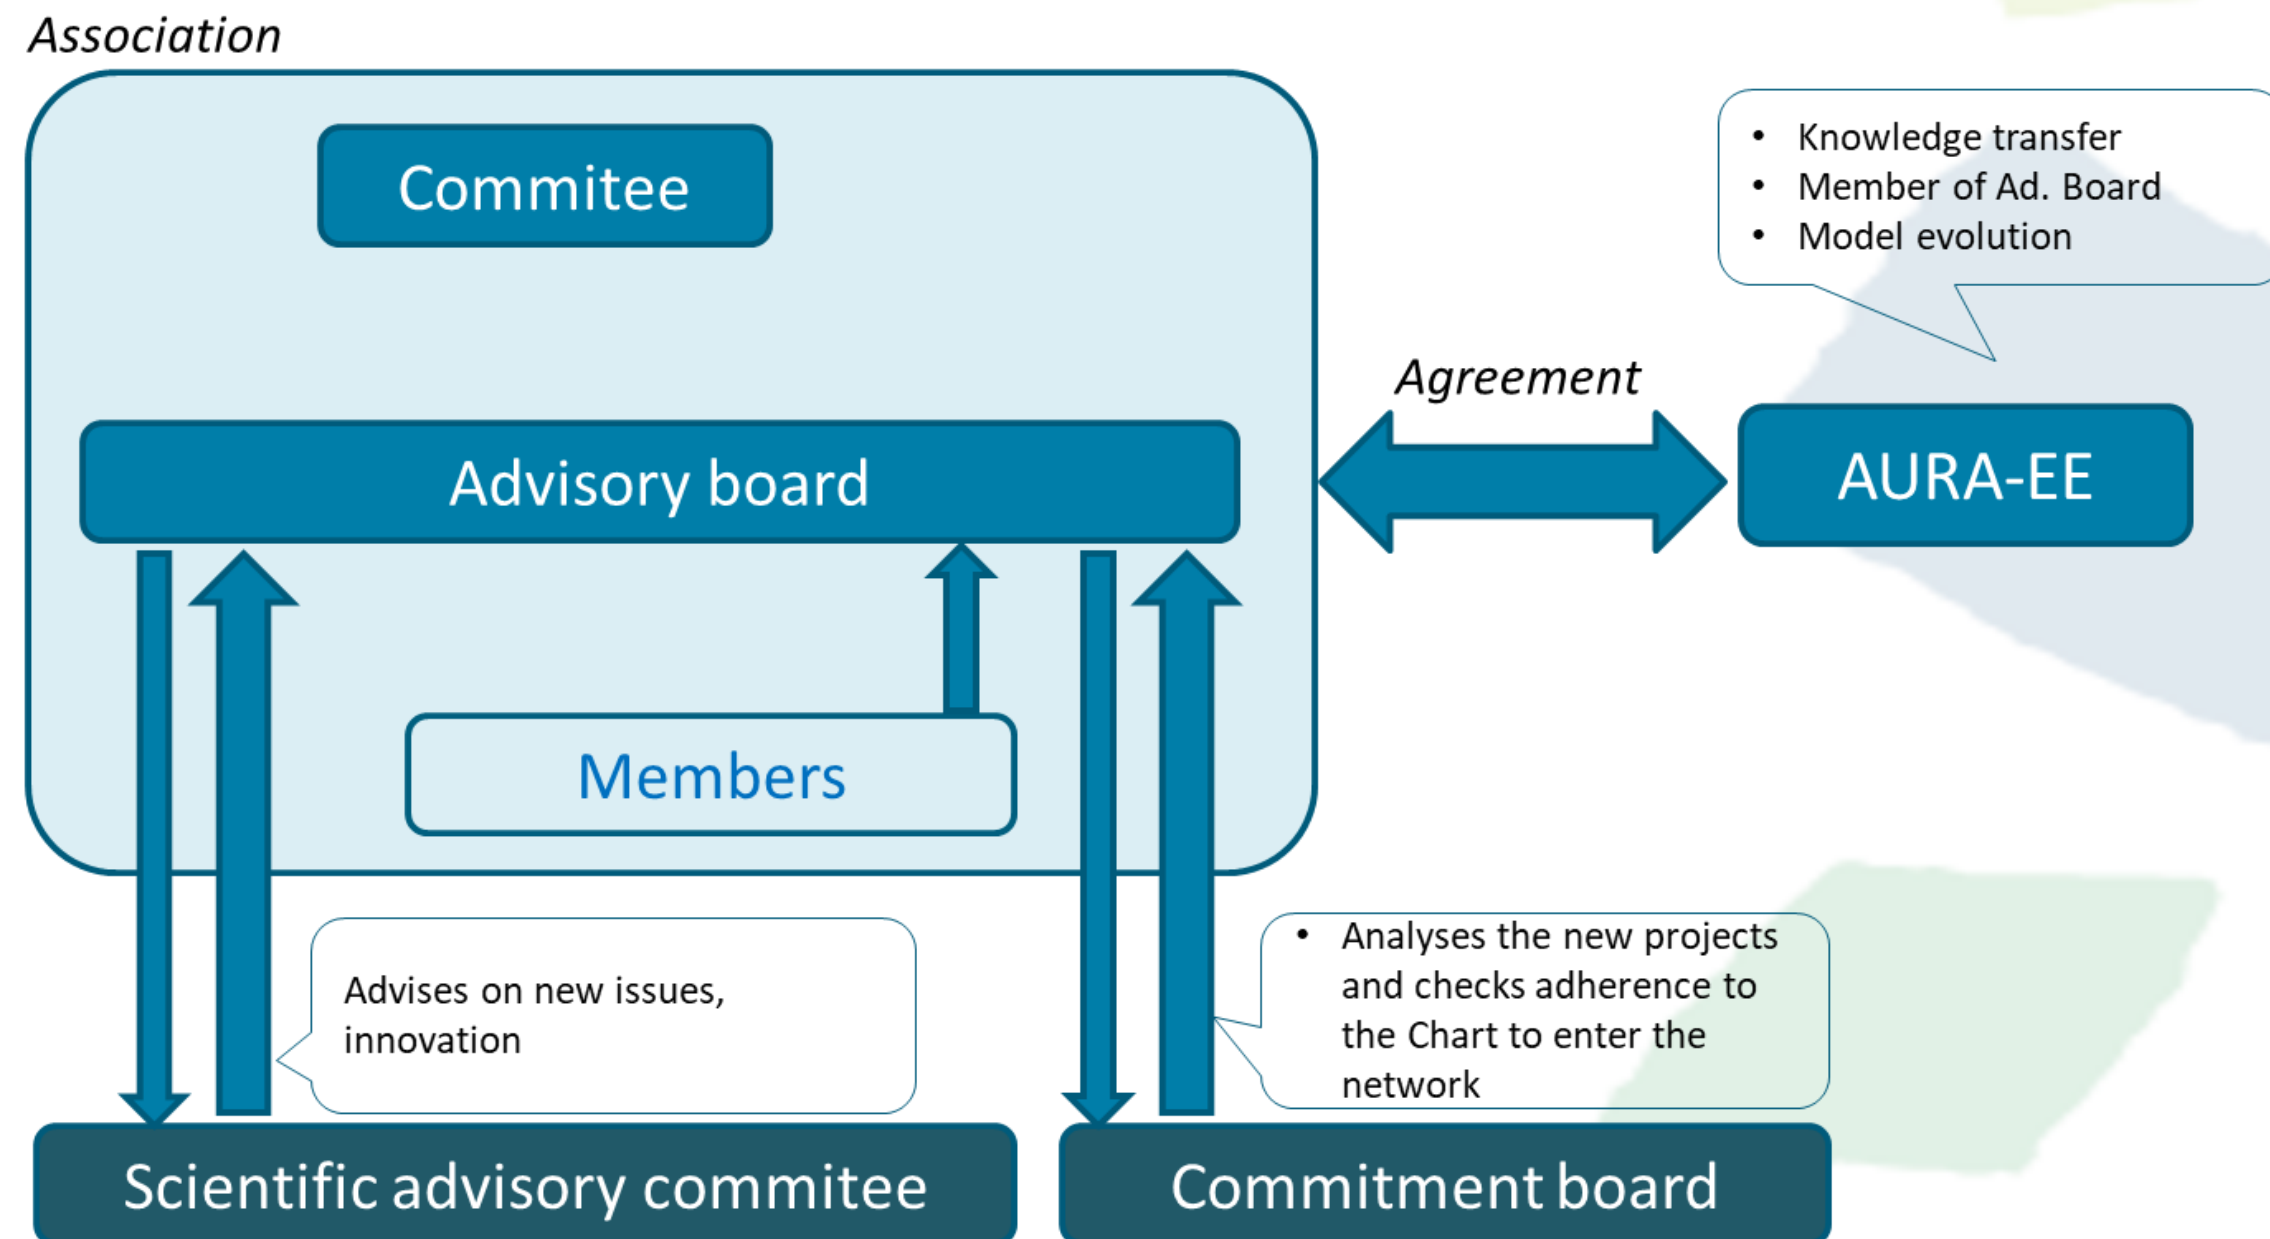 Association
Commitee
• Knowledge transfer
• Member of Ad. Board
• Model evolution
Agreement
Advisory board
AURA-EE
Members
Advises on new issues,
innovation
• Analyses the new projects
and checks adherence to
the Chart to enter the
network
Scientific advisory commitee
Commitment board